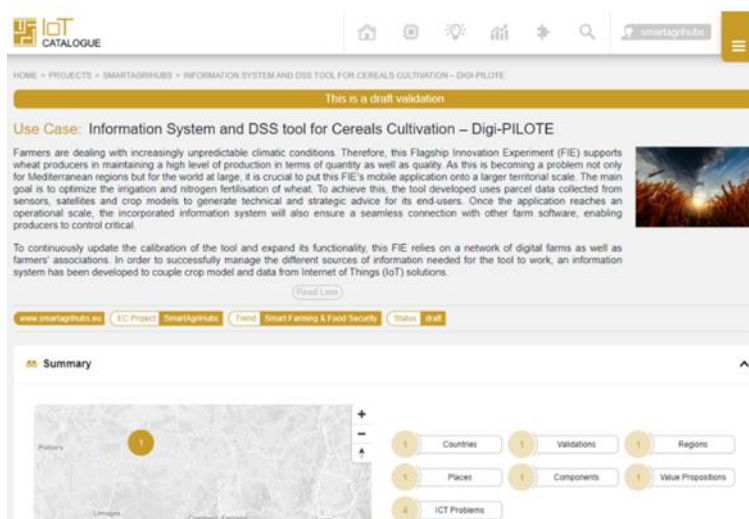 IoT
CATALOGUE
smartagrihubs
HOME » PROJECTS » SMARTAGRIHUBS » INFORMATION SYSTEM AND DSS TOOL FOR CEREALS CULTIVATION – DIGI-PILOTE
This is a draft validation
Use Case: Information System and DSS tool for Cereals Cultivation – Digi-PILOTE
Farmers are dealing with increasingly unpredictable climatic conditions. Therefore, this Flagship Innovation Experiment (FIE) supports
wheat producers in maintaining a high level of production in terms of quantity as well as quality. As this is becoming a problem not only
for Mediterranean regions but for the world at large, it is crucial to put this FIE's mobile application onto a larger territorial scale. The main
goal is to optimize the irrigation and nitrogen fertilisation of wheat. To achieve this, the tool developed uses parcel data collected from
sensors, satellites and crop models to generate technical and strategic advice for its end-users. Once the application reaches an
operational scale, the incorporated information system will also ensure a seamless connection with other farm software, enabling
producers to control critical.
To continuously update the calibration of the tool and expand its functionality, this FIE relies on a network of digital farms as well as
farmers' associations. In order to successfully manage the different sources of information needed for the tool to work, an information
system has been developed to couple crop model and data from Internet of Things (IoT) solutions.
(Read Less)
www.smartagrihubs.eu EC Project SmartAgriHubs Trend Smart Farming & Food Security Status draft
Summary
1
Poitiers
Limoges
+
−
1 Countries 1 Validations 1 Regions
1 Places 1 Components 1 Value Propositions
4 ICT Problems